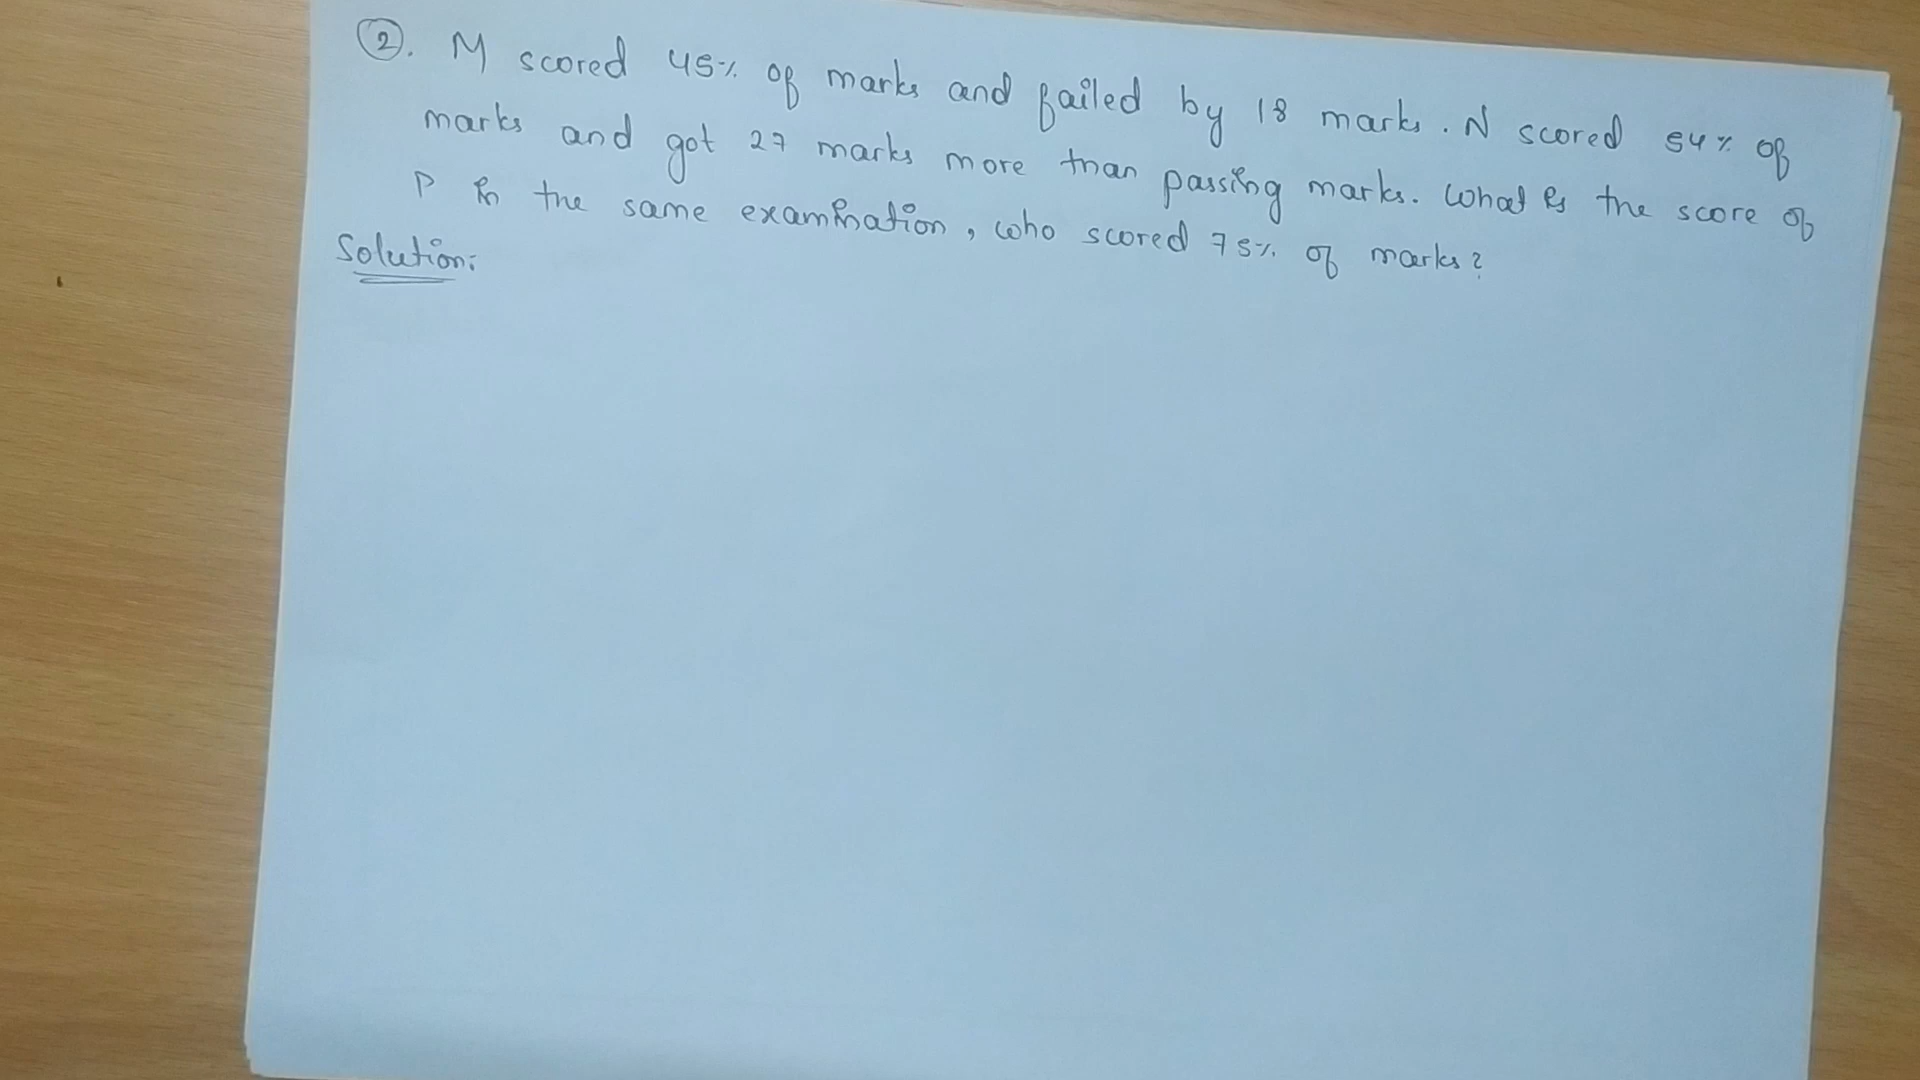 2. M scored 45% of marks and failed by 18 marks. N scored 54% of
marks and got 27 marks more than passing marks. What is the score of
P in the same examination, who scored 75% of marks?
Solution: